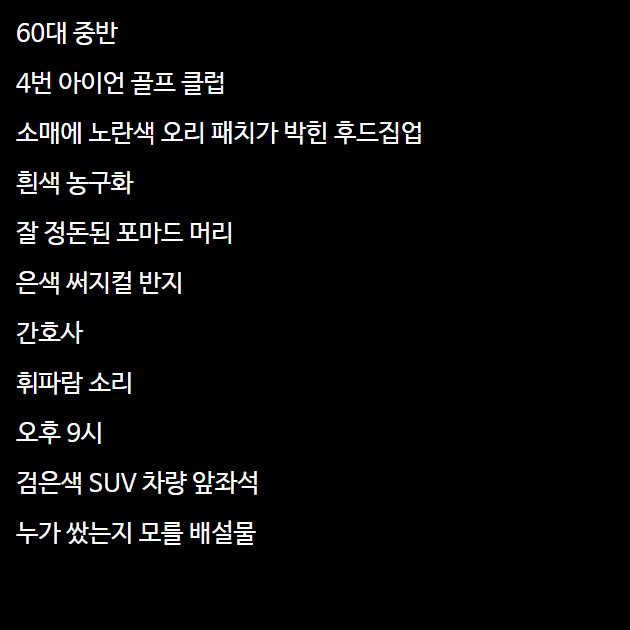 60대 중반
4번 아이언 골프 클럽
소매에 노란색 오리 패치가 박힌 후드집업
흰색 농구화
잘 정돈된 포마드 머리
은색 써지컬 반지
간호사
휘파람 소리
오후 9시
검은색 SUV 차량 앞좌석
누가 쌌는지 모를 배설물